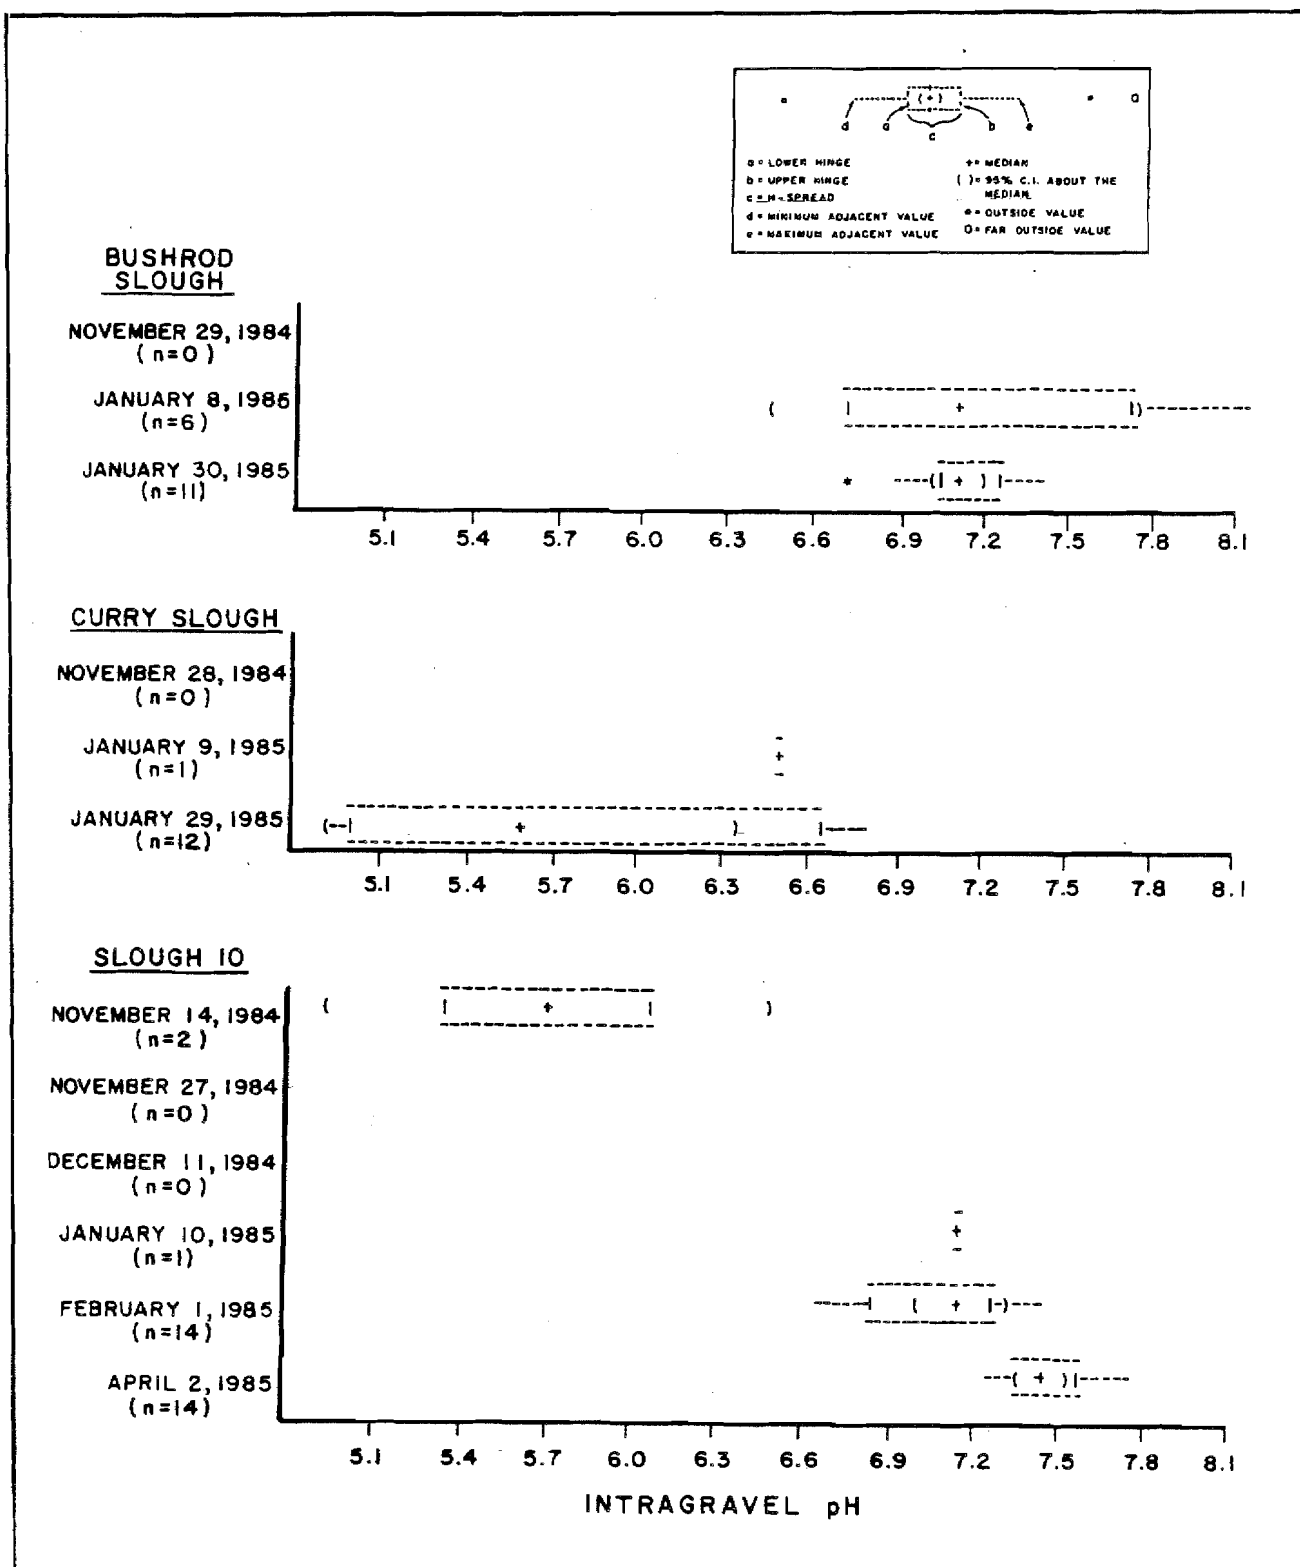 d a c b e
a = LOWER HINGE
b = UPPER HINGE
c = H-SPREAD
d = MINIMUM ADJACENT VALUE
e = MAXIMUM ADJACENT VALUE
+ = MEDIAN
( ) = 95% C.I. ABOUT THE
MEDIAN
* = OUTSIDE VALUE
O = FAR OUTSIDE VALUE
BUSHROD
SLOUGH
NOVEMBER 29, 1984
(n=0)
JANUARY 8, 1985
(n=6)
JANUARY 30, 1985
(n=11)
5.1 5.4 5.7 6.0 6.3 6.6 6.9 7.2 7.5 7.8 8.1
CURRY SLOUGH
NOVEMBER 28, 1984
(n=0)
JANUARY 9, 1985
(n=1)
JANUARY 29, 1985
(n=12)
5.1 5.4 5.7 6.0 6.3 6.6 6.9 7.2 7.5 7.8 8.1
SLOUGH 10
NOVEMBER 14, 1984
(n=2)
NOVEMBER 27, 1984
(n=0)
DECEMBER 11, 1984
(n=0)
JANUARY 10, 1985
(n=1)
FEBRUARY 1, 1985
(n=14)
APRIL 2, 1985
(n=14)
5.1 5.4 5.7 6.0 6.3 6.6 6.9 7.2 7.5 7.8 8.1
INTRAGRAVEL pH